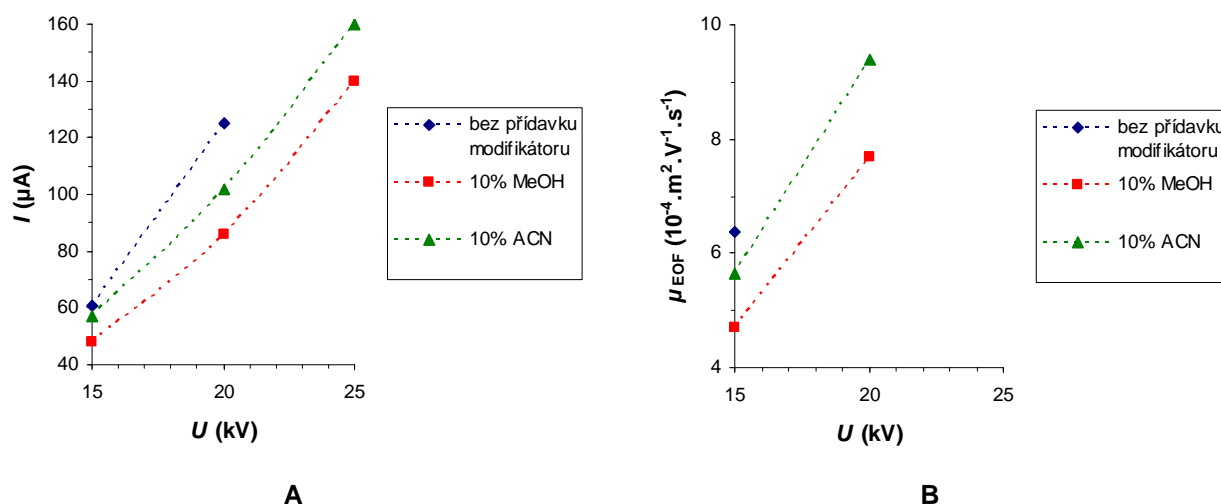 160
140
120
100
80
60
40
I (µA)
15
20
25
U (kV)
bez přídavku
modifikátoru
10% MeOH
10% ACN
A
10
8
6
4
µEOF (10⁻⁴.m².V⁻¹.s⁻¹)
15
20
25
U (kV)
bez přídavku
modifikátoru
10% MeOH
10% ACN
B